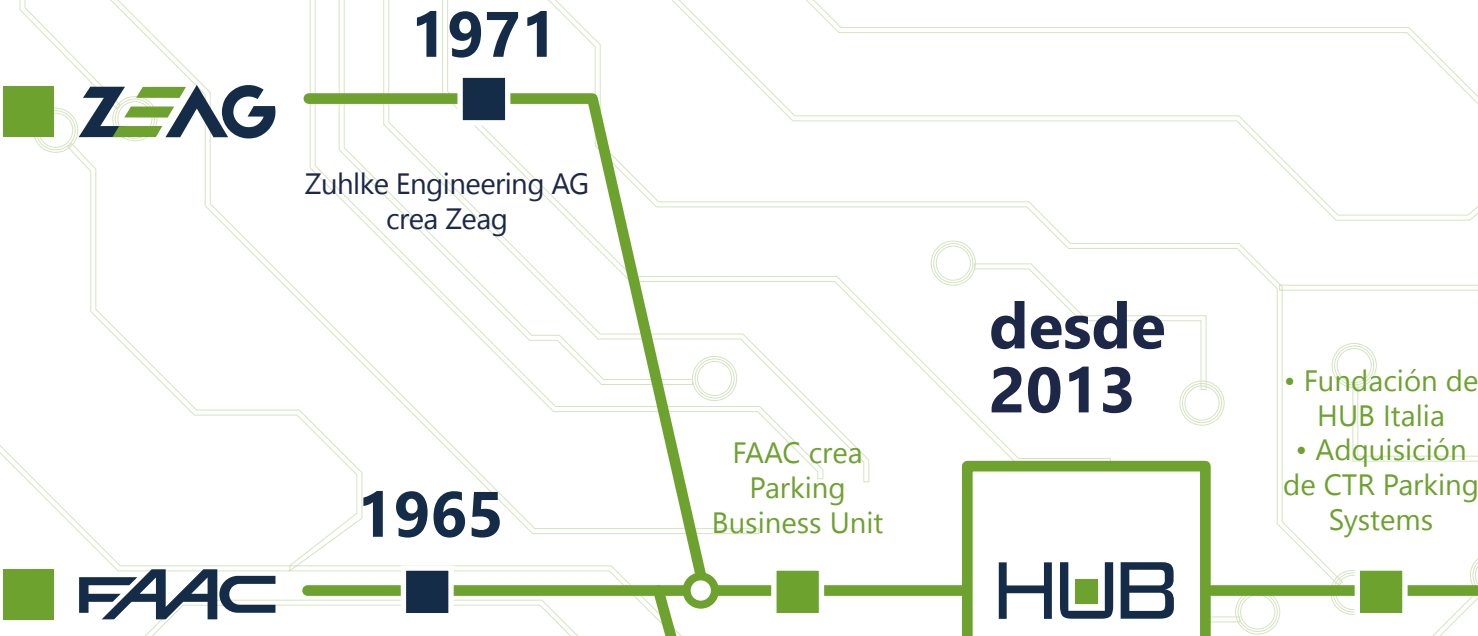 1971
ZEAG
Zuhlke Engineering AG
crea Zeag
desde
2013
• Fundación de
HUB Italia
• Adquisición
de CTR Parking
Systems
FAAC crea
Parking
Business Unit
1965
FAAC
HUB